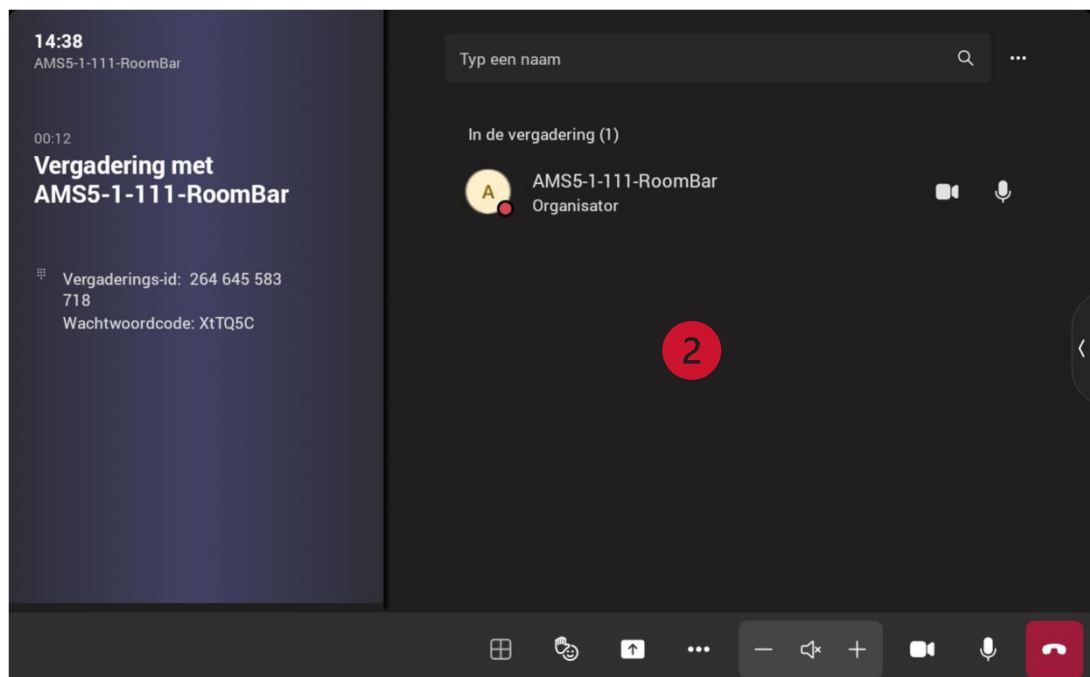 14:38
AMS5-1-111-RoomBar
00:12
Vergadering met
AMS5-1-111-RoomBar
Vergaderings-id: 264 645 583
718
Wachtwoordcode: XtTQ5C
Typ een naam
In de vergadering (1)
A
AMS5-1-111-RoomBar
Organisator
2